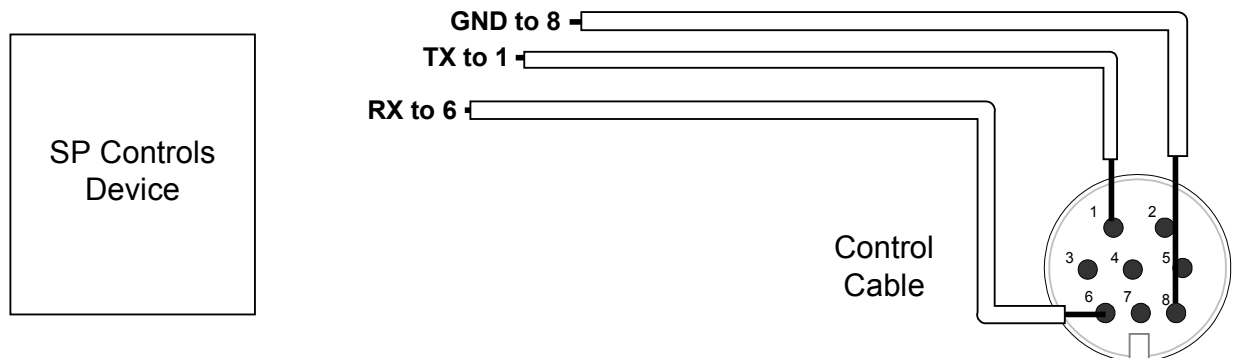 GND to 8
TX to 1
RX to 6
SP Controls
Device
Control
Cable
1 2
3 4 5
6 7 8